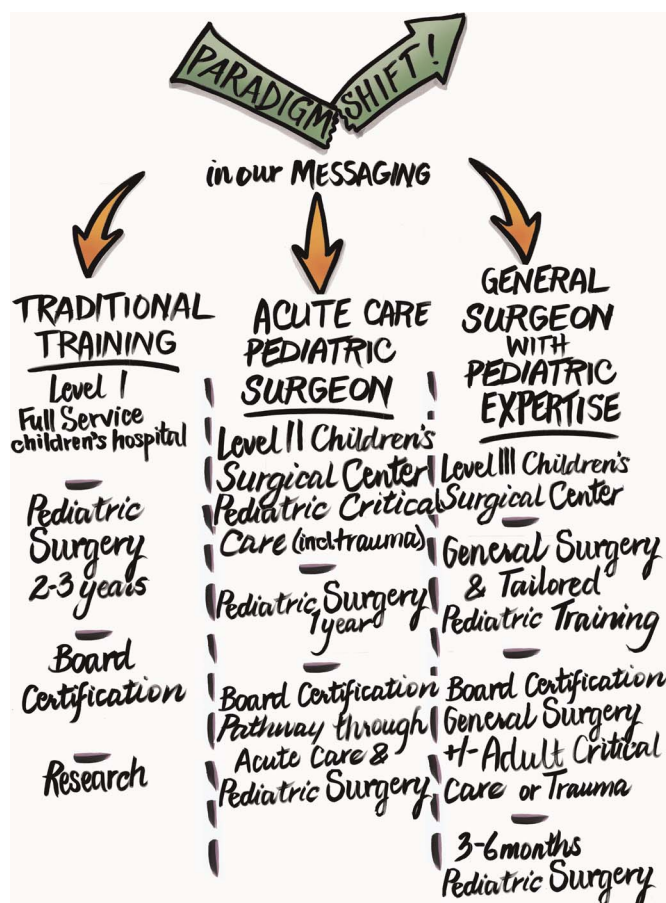 PARADIGM SHIFT!
in our MESSAGING
TRADITIONAL
TRAINING
Level I
Full Service
children's hospital
Pediatric
Surgery
2-3 years
Board
Certification
Research
ACUTE CARE
PEDIATRIC
SURGEON
Level II Children's
Surgical Center
Pediatric Critical
Care (incl. trauma)
Pediatric Surgery
1 year
Board Certification
Pathway through
Acute Care &
Pediatric Surgery
GENERAL
SURGEON
WITH
PEDIATRIC
EXPERTISE
Level III Children's
Surgical Center
General Surgery
& Tailored
Pediatric Training
Board Certification
General Surgery
+/- Adult Critical
Care or Trauma
3-6 months
Pediatric Surgery